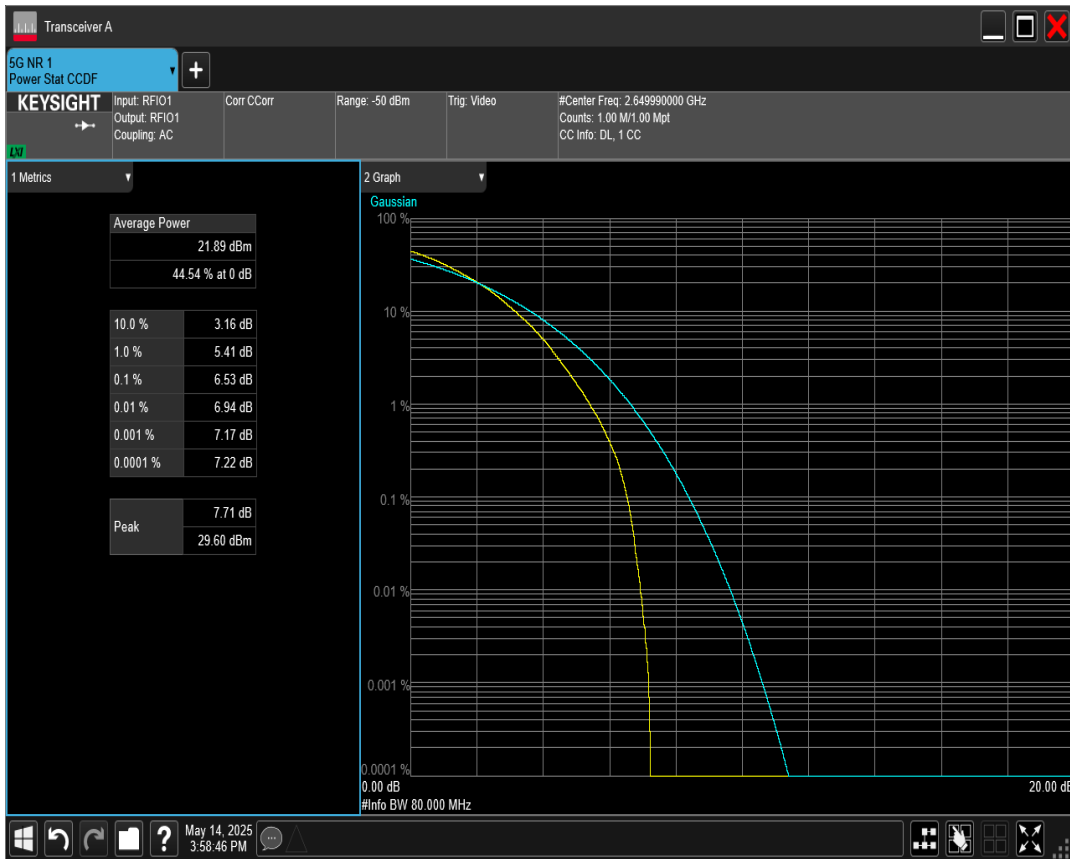 Transceiver A
5G NR 1
Power Stat CCDF
KEYSIGHT
LXI
Input: RFIO1
Output: RFIO1
Coupling: AC
Corr CCorr
Range: -50 dBm
Trig: Video
#Center Freq: 2.649990000 GHz
Counts: 1.00 M/1.00 Mpt
CC Info: DL, 1 CC
1 Metrics
Average Power
21.89 dBm
44.54 % at 0 dB
10.0 % 3.16 dB
1.0 % 5.41 dB
0.1 % 6.53 dB
0.01 % 6.94 dB
0.001 % 7.17 dB
0.0001 % 7.22 dB
Peak 7.71 dB
29.60 dBm
2 Graph
Gaussian
100 %
10 %
1 %
0.1 %
0.01 %
0.001 %
0.0001 %
0.00 dB 20.00 dB
#Info BW 80.000 MHz
May 14, 2025
3:58:46 PM